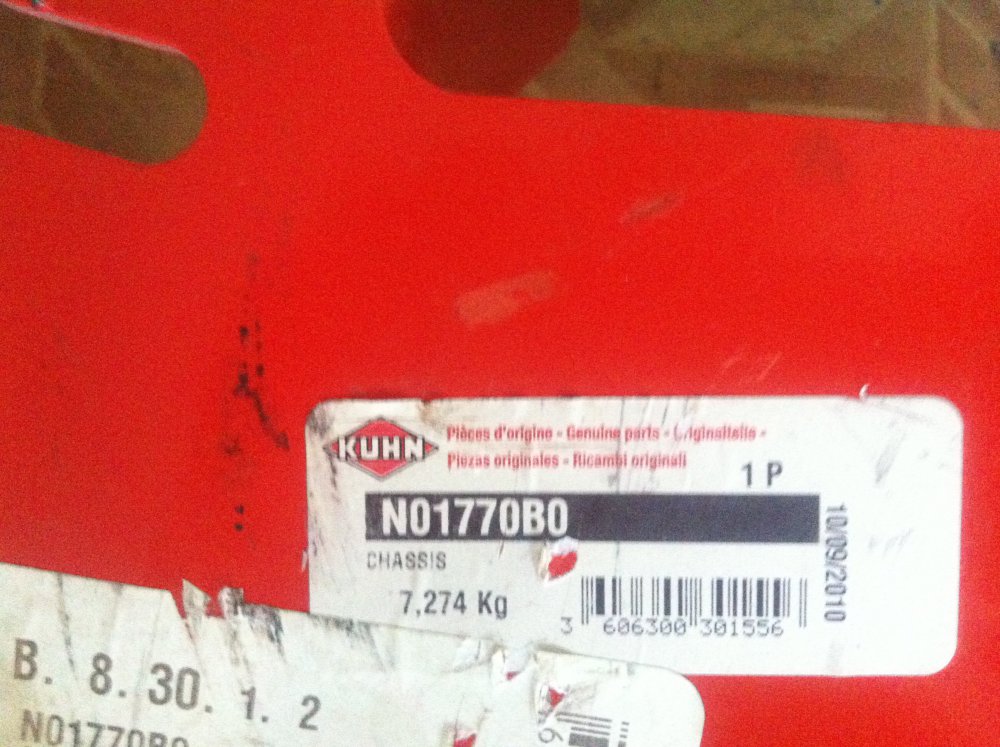 KUHN
Pièces d'origine - Genuine parts - Originalteile -
Piezas originales - Ricambi originali
1 P
N01770B0
10/09/2010
CHASSIS
7,274 Kg
3 606300 301556
B. 8. 30. 1. 2
N01770B0